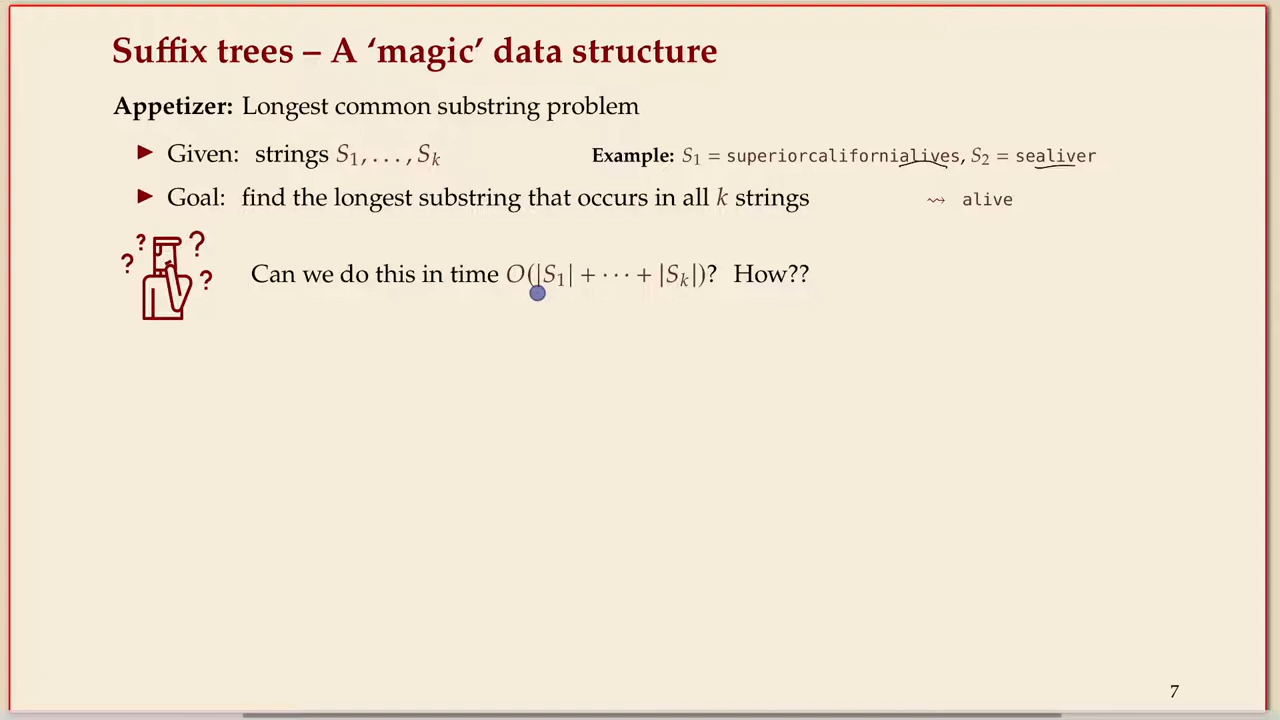 Suffix trees – A ‘magic’ data structure
Appetizer: Longest common substring problem
▶ Given: strings S₁, . . . , Sₖ
Example: S₁ = superiorcalifornialives, S₂ = sealiver
▶ Goal: find the longest substring that occurs in all k strings
⇝ alive
? ? ? ?
Can we do this in time O(|S₁| + · · · + |Sₖ|)? How??
7